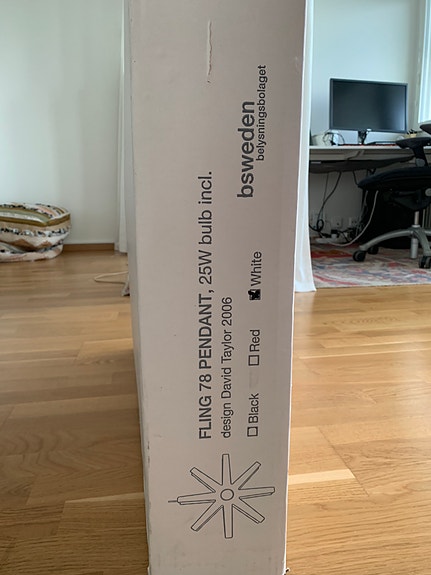 FLING 78 PENDANT, 25W bulb incl.
design David Taylor 2006
Black Red White
bsweden
belysningsbolaget